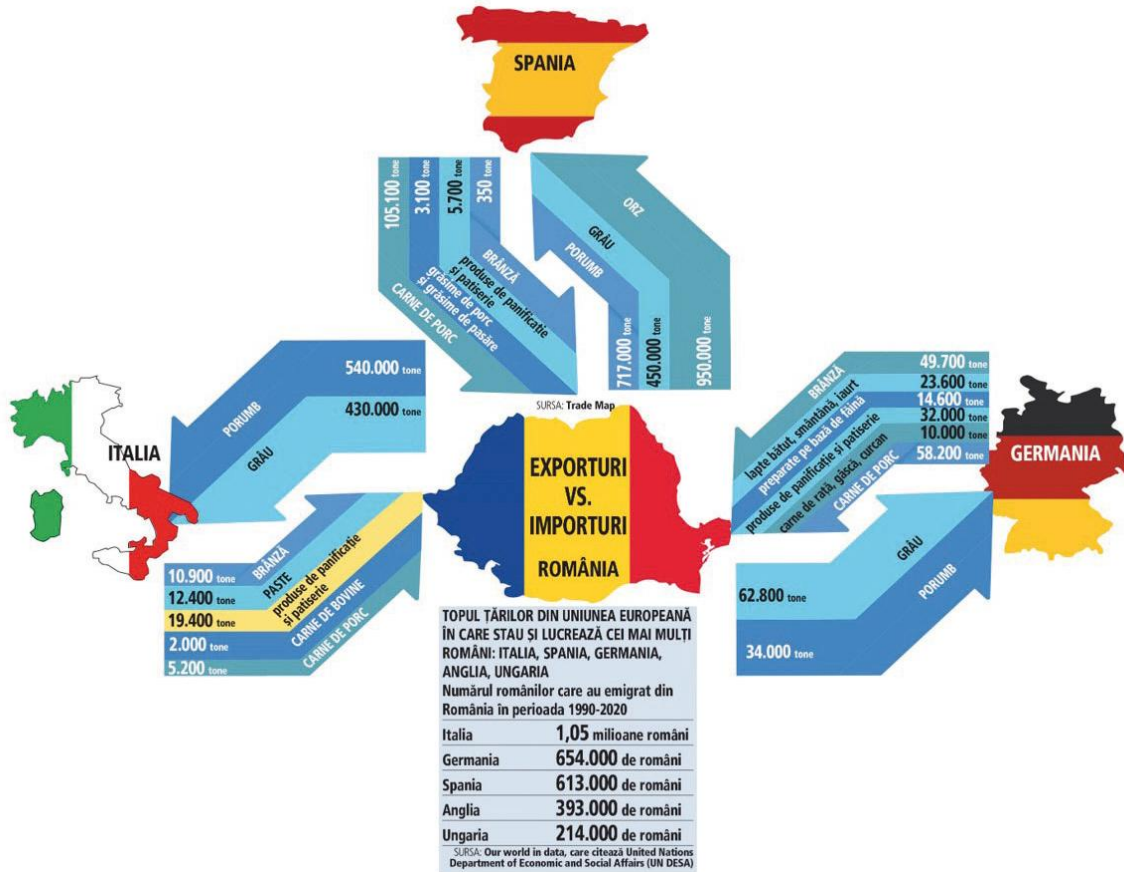 SPANIA
105.100 tone
3.100 tone
5.700 tone
350 tone
BRÂNZĂ
produse de panificație
și patiserie
grăsime de porc
și grăsime de pasăre
CARNE DE PORC
ORZ
GRÂU
PORUMB
717.000 tone
450.000 tone
950.000 tone
540.000 tone
430.000 tone
PORUMB
GRÂU
ITALIA
BRÂNZĂ
PASTE
produse de panificație
și patiserie
CARNE DE BOVINE
CARNE DE PORC
10.900 tone
12.400 tone
19.400 tone
2.000 tone
5.200 tone
SURSA: Trade Map
EXPORTURI
VS.
IMPORTURI
ROMÂNIA
49.700 tone
23.600 tone
14.600 tone
32.000 tone
10.000 tone
58.200 tone
BRÂNZĂ
lapte bătut, smântână, iaurt
preparate pe bază de făină
produse de panificație și patiserie
carne de rață, gâscă, curcan
CARNE DE PORC
GERMANIA
GRÂU
PORUMB
62.800 tone
34.000 tone
TOPUL ȚĂRILOR DIN UNIUNEA EUROPEANĂ
ÎN CARE STAU ȘI LUCREAZĂ CEI MAI MULȚI
ROMÂNI: ITALIA, SPANIA, GERMANIA,
ANGLIA, UNGARIA
Numărul românilor care au emigrat din
România în perioada 1990-2020
Italia 1,05 milioane români
Germania 654.000 de români
Spania 613.000 de români
Anglia 393.000 de români
Ungaria 214.000 de români
SURSA: Our world in data, care citează United Nations
Department of Economic and Social Affairs (UN DESA)